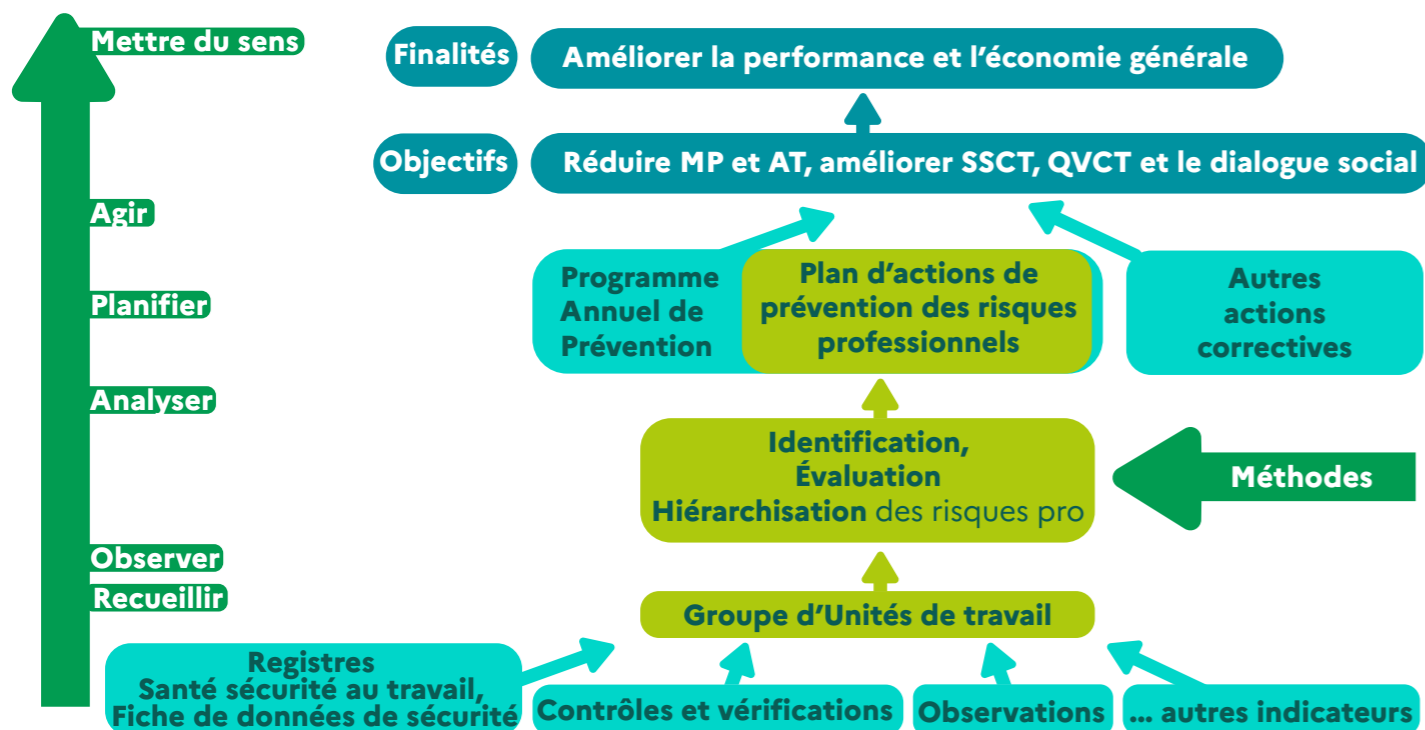 Mettre du sens
Finalités
Améliorer la performance et l'économie générale
Objectifs
Réduire MP et AT, améliorer SSCT, QVCT et le dialogue social
Agir
Planifier
Programme
Annuel de
Prévention
Plan d'actions de
prévention des risques
professionnels
Autres
actions
correctives
Analyser
Identification,
Évaluation
Hiérarchisation des risques pro
Méthodes
Observer
Recueillir
Groupe d'Unités de travail
Registres
Santé sécurité au travail,
Fiche de données de sécurité
Contrôles et vérifications
Observations
... autres indicateurs